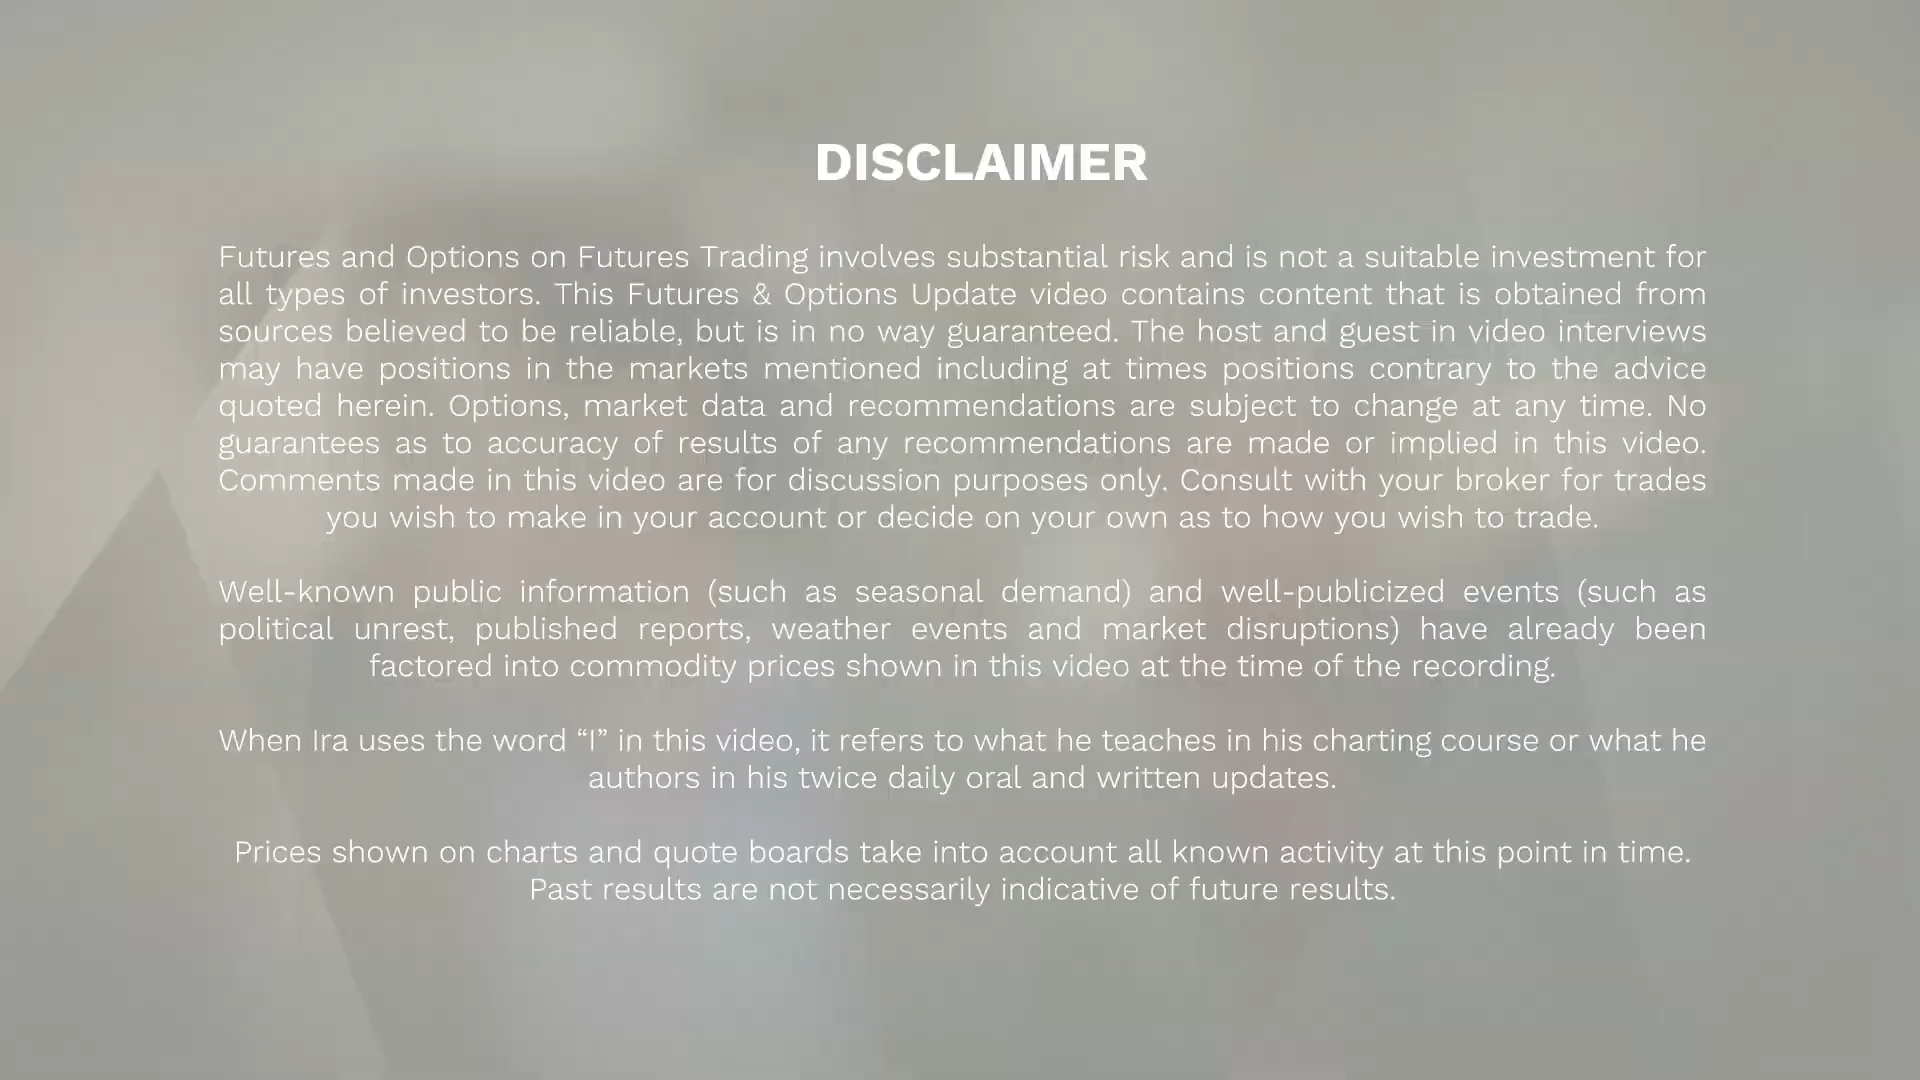 DISCLAIMER
Futures and Options on Futures Trading involves substantial risk and is not a suitable investment for
all types of investors. This Futures & Options Update video contains content that is obtained from
sources believed to be reliable, but is in no way guaranteed. The host and guest in video interviews
may have positions in the markets mentioned including at times positions contrary to the advice
quoted herein. Options, market data and recommendations are subject to change at any time. No
guarantees as to accuracy of results of any recommendations are made or implied in this video.
Comments made in this video are for discussion purposes only. Consult with your broker for trades
you wish to make in your account or decide on your own as to how you wish to trade.
Well-known public information (such as seasonal demand) and well-publicized events (such as
political unrest, published reports, weather events and market disruptions) have already been
factored into commodity prices shown in this video at the time of the recording.
When Ira uses the word “I” in this video, it refers to what he teaches in his charting course or what he
authors in his twice daily oral and written updates.
Prices shown on charts and quote boards take into account all known activity at this point in time.
Past results are not necessarily indicative of future results.